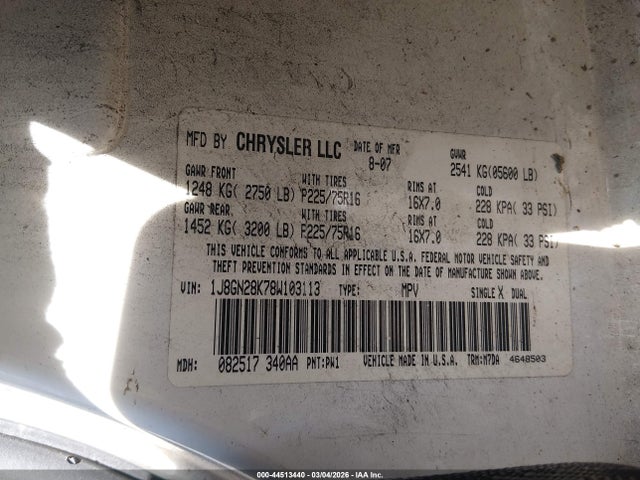 MFD BY CHRYSLER LLC DATE OF MFR GVWR
8-07 2541 KG(05600 LB)
GAWR FRONT WITH TIRES RIMS AT COLD
1248 KG( 2750 LB) P225/75R16 16X7.0 228 KPA( 33 PSI)
GAWR REAR WITH TIRES RIMS AT COLD
1452 KG( 3200 LB) P225/75R16 16X7.0 228 KPA( 33 PSI)
THIS VEHICLE CONFORMS TO ALL APPLICABLE U.S.A. FEDERAL MOTOR VEHICLE SAFETY AND
THEFT PREVENTION STANDARDS IN EFFECT ON THE DATE OF MANUFACTURE SHOWN ABOVE.
VIN: 1J8GN28K78W103113 TYPE: MPV SINGLE X DUAL
MDH: 082517 340AA PNT:PW1 VEHICLE MADE IN U.S.A. TRM:M7DA 4648503
000-44513440 - 03/04/2026 - IAA Inc.